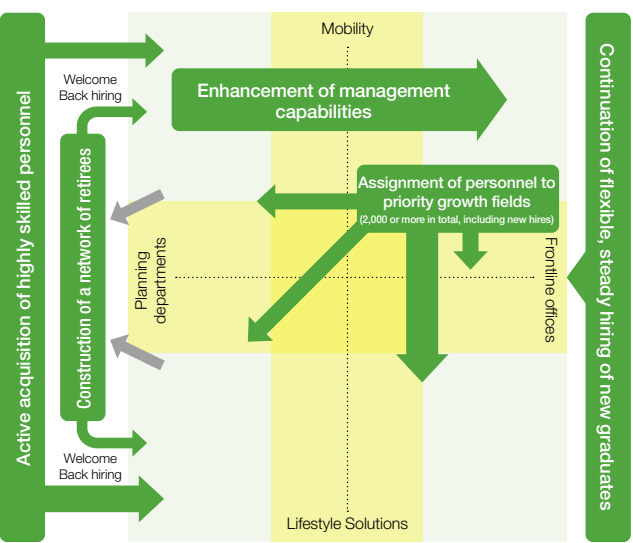 Active acquisition of highly skilled personnel
Welcome
Back hiring
Construction of a network of retirees
Welcome
Back hiring
Mobility
Enhancement of management
capabilities
Assignment of personnel to
priority growth fields
(2,000 or more in total, including new hires)
Planning
departments
Frontline offices
Lifestyle Solutions
Continuation of flexible, steady hiring of new graduates